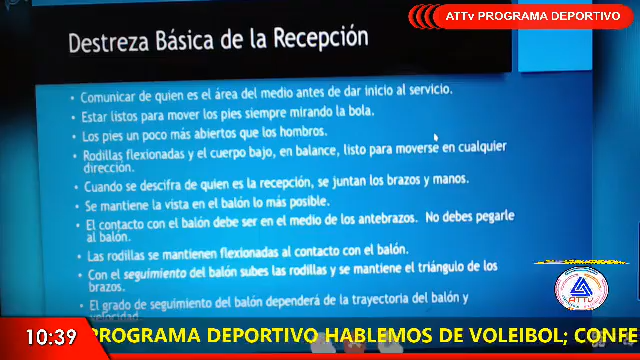 ATTv PROGRAMA DEPORTIVO
Destreza Básica de la Recepción
• Comunicar de quien es el área del medio antes de dar inicio al servicio.
• Estar listos para mover los pies siempre mirando la bola.
• Los pies un poco más abiertos que los hombros.
• Rodillas flexionadas y el cuerpo bajo, en balance, listo para moverse en cualquier
dirección.
• Cuando se descifra de quien es la recepción, se juntan los brazos y manos.
• Se mantiene la vista en el balón lo más posible.
• El contacto con el balón debe ser en el medio de los antebrazos. No debes pegarle
al balón.
• Las rodillas se mantienen flexionadas al contacto con el balón.
• Con el seguimiento del balón subes las rodillas y se mantiene el triángulo de los
brazos.
• El grado de seguimiento del balón dependerá de la trayectoria del balón y
velocidad
ATTv
10:39
PROGRAMA DEPORTIVO HABLEMOS DE VOLEIBOL; CONFE